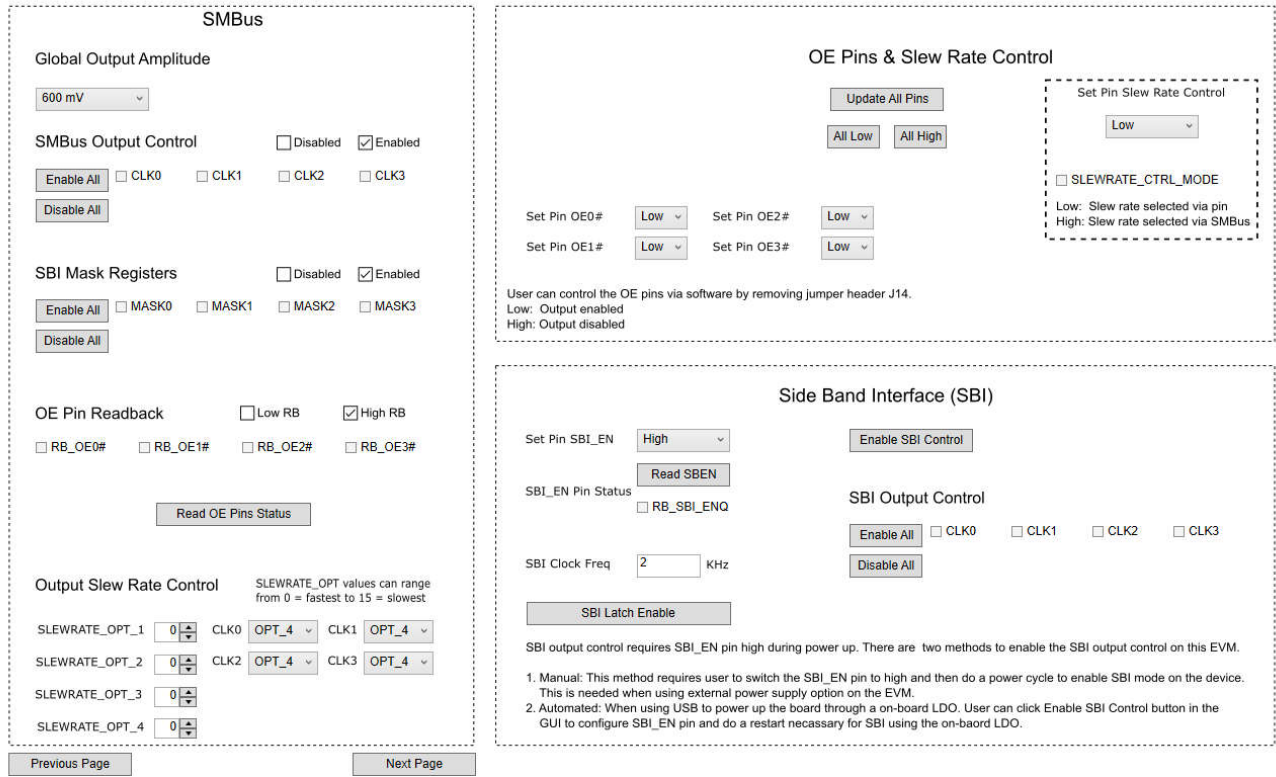 SMBus
Global Output Amplitude
600 mV
SMBus Output Control Disabled Enabled
Enable All CLK0 CLK1 CLK2 CLK3
Disable All
SBI Mask Registers Disabled Enabled
Enable All MASK0 MASK1 MASK2 MASK3
Disable All
OE Pin Readback Low RB High RB
RB_OE0# RB_OE1# RB_OE2# RB_OE3#
Read OE Pins Status
Output Slew Rate Control
SLEWRATE_OPT values can range
from 0 = fastest to 15 = slowest
SLEWRATE_OPT_1 0 CLK0 OPT_4 CLK1 OPT_4
SLEWRATE_OPT_2 0 CLK2 OPT_4 CLK3 OPT_4
SLEWRATE_OPT_3 0
SLEWRATE_OPT_4 0
Previous Page Next Page
OE Pins & Slew Rate Control
Update All Pins
All Low All High
Set Pin Slew Rate Control
Low
SLEWRATE_CTRL_MODE
Low: Slew rate selected via pin
High: Slew rate selected via SMBus
Set Pin OE0# Low Set Pin OE2# Low
Set Pin OE1# Low Set Pin OE3# Low
User can control the OE pins via software by removing jumper header J14.
Low: Output enabled
High: Output disabled
Side Band Interface (SBI)
Set Pin SBI_EN High Enable SBI Control
Read SBEN
SBI_EN Pin Status
RB_SBI_ENQ
SBI Output Control
Enable All CLK0 CLK1 CLK2 CLK3
Disable All
SBI Clock Freq 2 KHz
SBI Latch Enable
SBI output control requires SBI_EN pin high during power up. There are two methods to enable the SBI output control on this EVM.
1. Manual: This method requires user to switch the SBI_EN pin to high and then do a power cycle to enable SBI mode on the device.
This is needed when using external power supply option on the EVM.
2. Automated: When using USB to power up the board through a on-board LDO. User can click Enable SBI Control button in the
GUI to configure SBI_EN pin and do a restart necassary for SBI using the on-baord LDO.